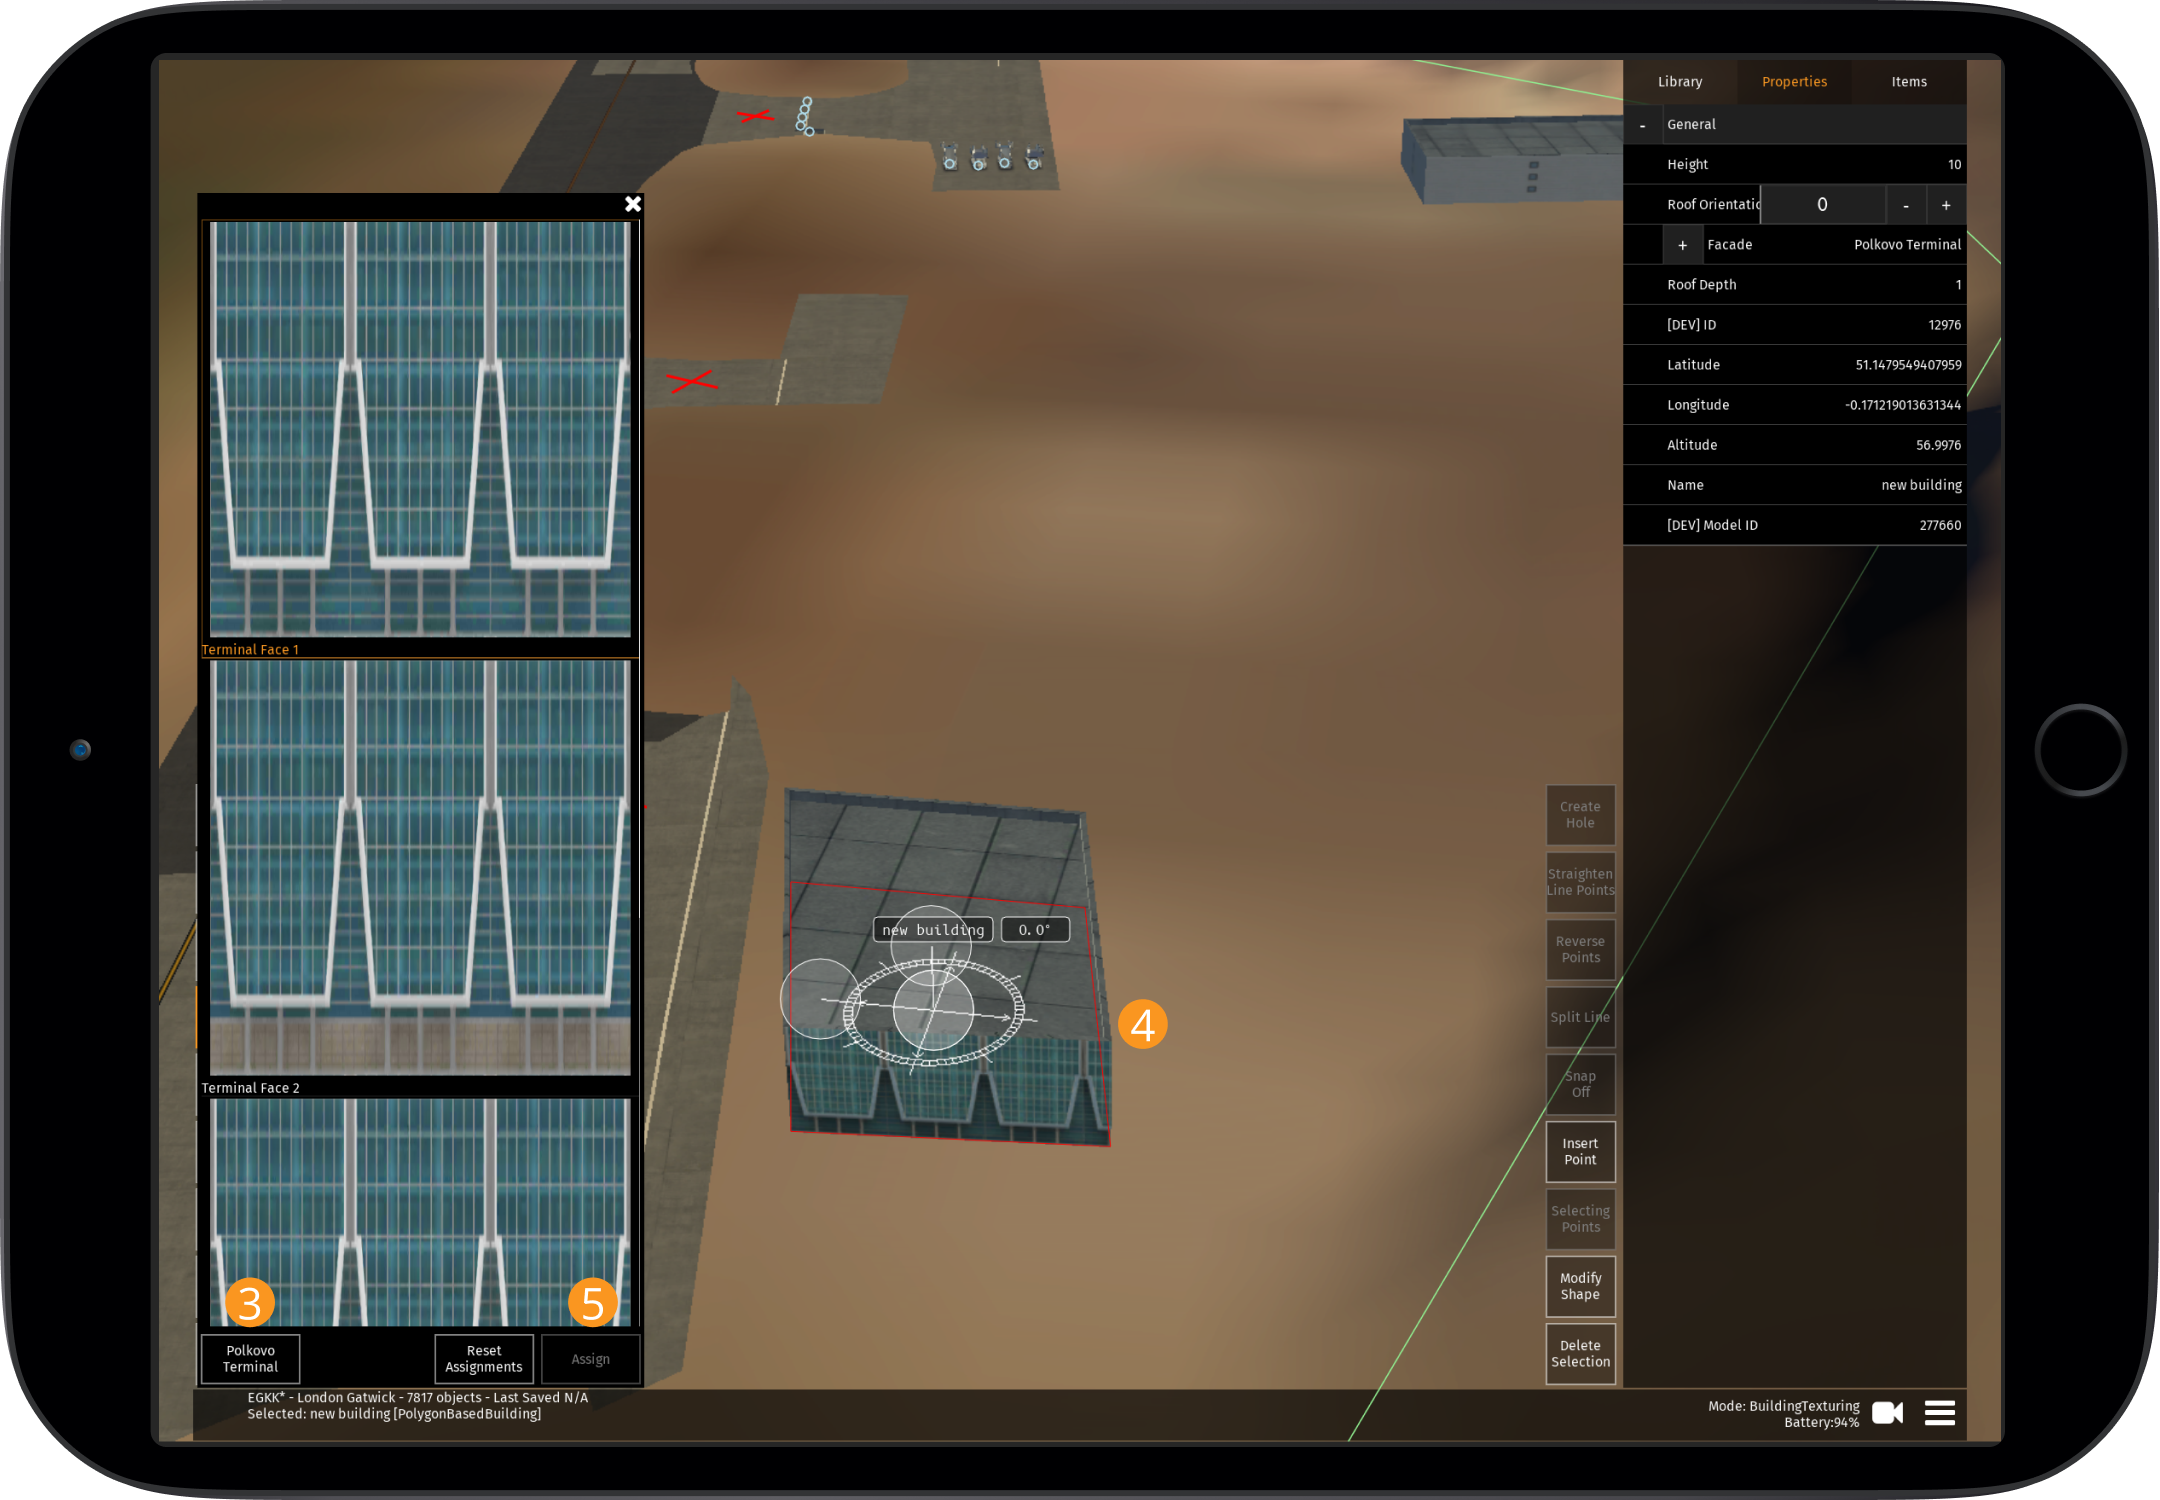 Library
Properties
Items
-
General
Height
10
Roof Orientatio
0
-
+
+
Facade
Polkovo Terminal
Roof Depth
1
[DEV] ID
12976
Latitude
51.1479549407959
Longitude
-0.171219013631344
Altitude
56.9976
Name
new building
[DEV] Model ID
277660
Terminal Face 1
Terminal Face 2
3
5
Polkovo
Terminal
Reset
Assignments
Assign
new building
0.0°
4
Create
Hole
Straighten
Line Points
Reverse
Points
Split Line
Snap
Off
Insert
Point
Selecting
Points
Modify
Shape
Delete
Selection
EGKK* - London Gatwick - 7817 objects - Last Saved N/A
Selected: new building [PolygonBasedBuilding]
Mode: BuildingTexturing
Battery:94%